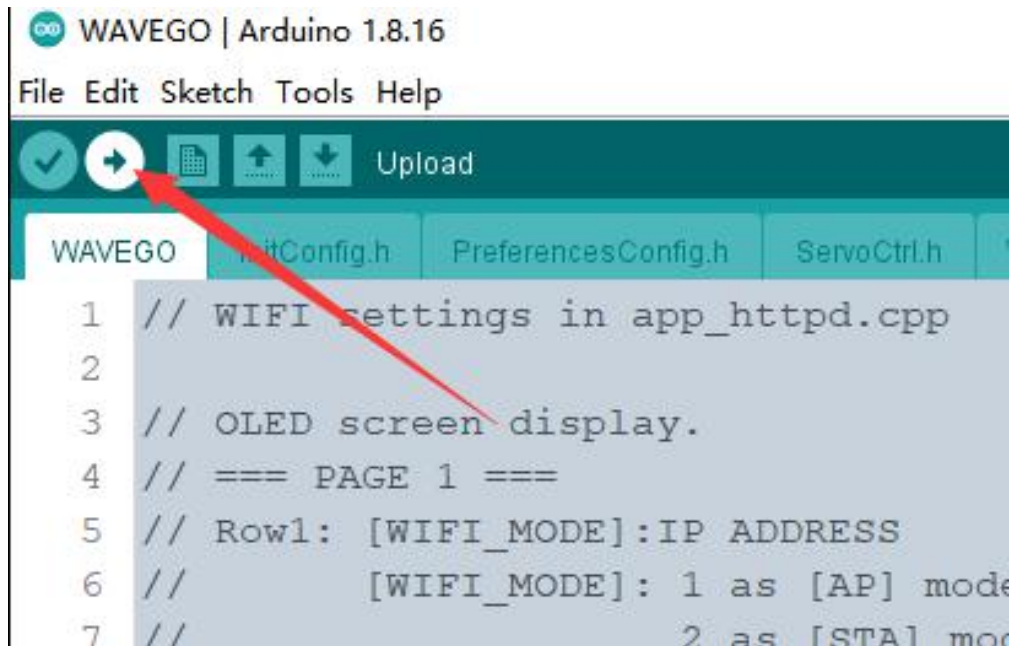 WAVEGO | Arduino 1.8.16
File Edit Sketch Tools Help
Upload
WAVEGO InitConfig.h PreferencesConfig.h ServoCtrl.h
1 // WIFI settings in app_httpd.cpp
2
3 // OLED screen display.
4 // === PAGE 1 ===
5 // Row1: [WIFI_MODE]:IP ADDRESS
6 // [WIFI_MODE]: 1 as [AP] mode
7 // 2 as [STA] mod